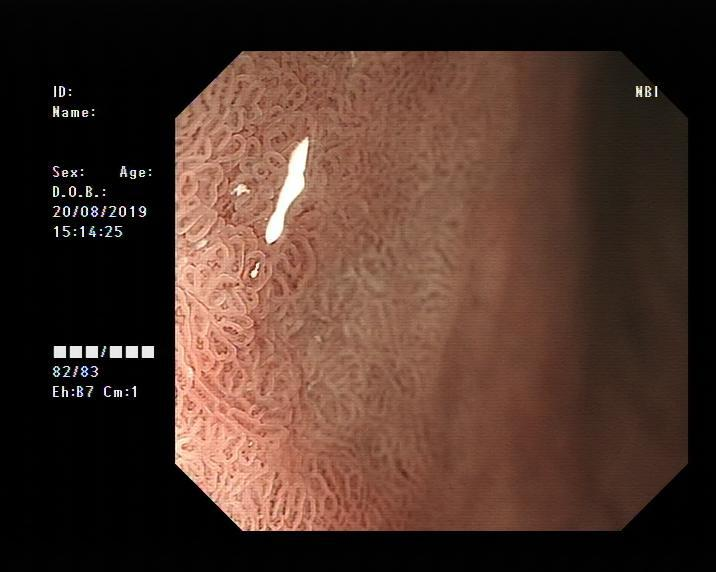 ID:
NBI
Name:
Sex: Age:
D.O.B.:
20/08/2019
15:14:25
■■■/■■■
82/83
Eh:B7 Cm:1